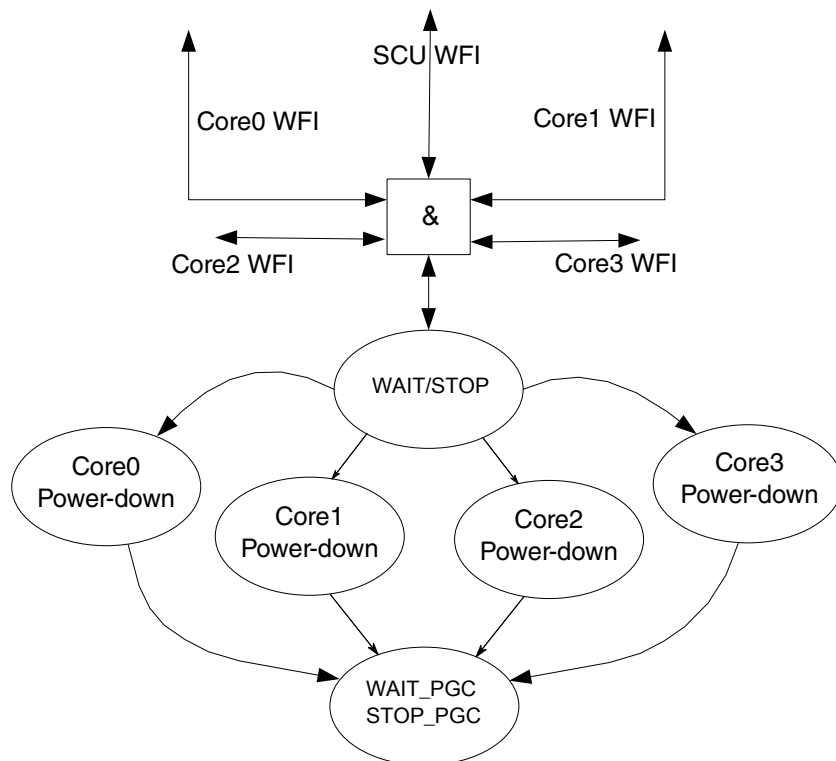 SCU WFI
Core0 WFI
Core1 WFI
&
Core2 WFI
Core3 WFI
WAIT/STOP
Core0
Power-down
Core1
Power-down
Core2
Power-down
Core3
Power-down
WAIT_PGC
STOP_PGC